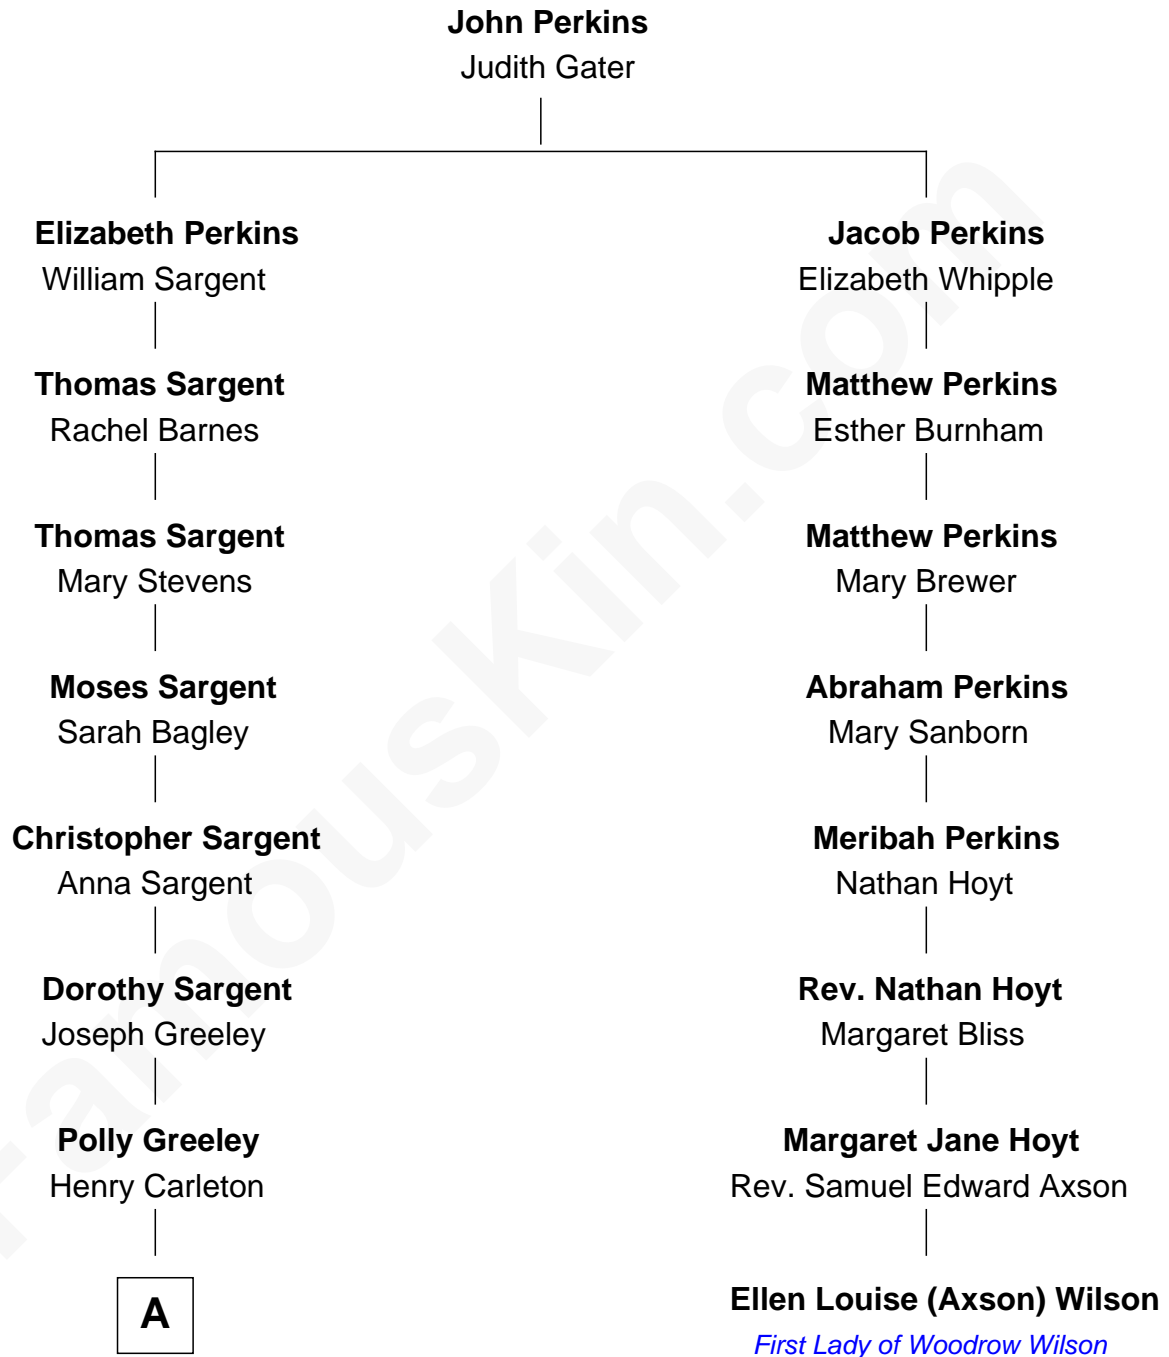 John Perkins
Judith Gater
Elizabeth Perkins
William Sargent
Jacob Perkins
Elizabeth Whipple
Thomas Sargent
Rachel Barnes
Matthew Perkins
Esther Burnham
Thomas Sargent
Mary Stevens
Matthew Perkins
Mary Brewer
Moses Sargent
Sarah Bagley
Abraham Perkins
Mary Sanborn
Christopher Sargent
Anna Sargent
Meribah Perkins
Nathan Hoyt
Dorothy Sargent
Joseph Greeley
Rev. Nathan Hoyt
Margaret Bliss
Polly Greeley
Henry Carleton
Margaret Jane Hoyt
Rev. Samuel Edward Axson
A
Ellen Louise (Axson) Wilson
First Lady of Woodrow Wilson
FamousKin.com